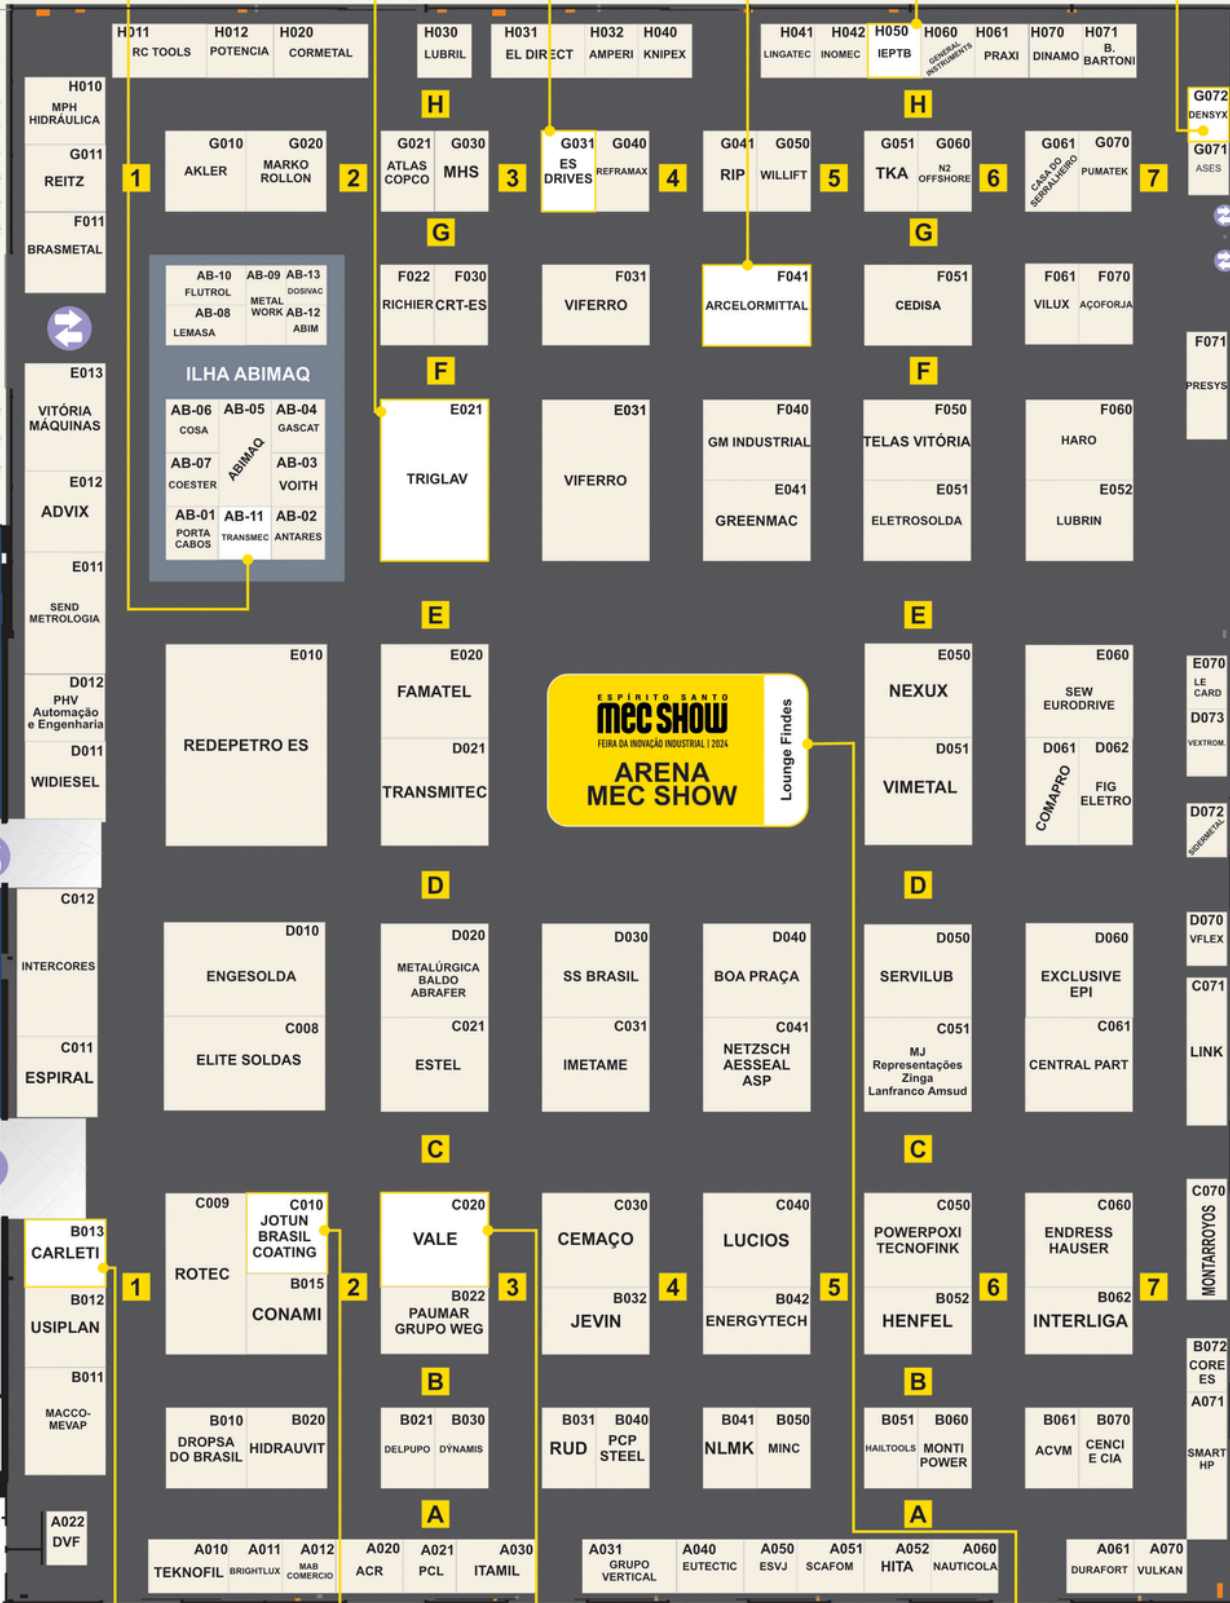 H011
RC TOOLS
H012
POTENCIA
H020
CORMETAL
H030
LUBRIL
H031
EL DIRECT
H032
AMPERI
H040
KNIPEX
H041
LINGATEC
H042
INOMEC
H050
IEPTB
H060
GENERAL
INSTRUMENTS
H061
PRAXI
H070
DINAMO
H071
B.
BARTONI
H010
MPH
HIDRÁULICA
G011
REITZ
F011
BRASMETAL
H
H
G072
DENSYX
G071
ASES
1
G010
AKLER
G020
MARKO
ROLLON
2
G021
ATLAS
COPCO
G030
MHS
3
G031
ES
DRIVES
G040
REFRAMAX
4
G041
RIP
G050
WILLIFT
5
G051
TKA
G060
N2
OFFSHORE
6
G061
CASA DO
SERRALHEIRO
G070
PUMATEK
7
G
G
AB-10
FLUTROL
AB-09
METAL
WORK
AB-13
DOSIVAC
AB-08
LEMASA
AB-12
ABIM
ILHA ABIMAQ
AB-06
COSA
AB-05
ABIMAQ
AB-04
GASCAT
AB-07
COESTER
AB-03
VOITH
AB-01
PORTA
CABOS
AB-11
TRANSMEC
AB-02
ANTARES
F022
RICHIER
F030
CRT-ES
F031
VIFERRO
F041
ARCELORMITTAL
F051
CEDISA
F061
VILUX
F070
AÇOFORJA
F071
PRESYS
F
F
E013
VITÓRIA
MÁQUINAS
E012
ADVIX
E011
SEND
METROLOGIA
D012
PHV
Automação
e Engenharia
D011
WIDIESEL
E021
TRIGLAV
E031
VIFERRO
F040
GM INDUSTRIAL
E041
GREENMAC
F050
TELAS VITÓRIA
E051
ELETROSOLDA
F060
HARO
E052
LUBRIN
E
E
E010
REDEPETRO ES
E020
FAMATEL
D021
TRANSMITEC
ESPÍRITO SANTO
mec SHOW
FEIRA DA INOVAÇÃO INDUSTRIAL | 2024
ARENA
MEC SHOW
Lounge Findes
E050
NEXUX
D051
VIMETAL
E060
SEW
EURODRIVE
D061
COMAPRO
D062
FIG
ELETRO
E070
LE
CARD
D073
VEXTROM.
D072
SIDERMETAL
D
D
C012
INTERCORES
C011
ESPIRAL
D010
ENGESOLDA
C008
ELITE SOLDAS
D020
METALÚRGICA
BALDO
ABRAFER
C021
ESTEL
D030
SS BRASIL
C031
IMETAME
D040
BOA PRAÇA
C041
NETZSCH
AESSEAL
ASP
D050
SERVILUB
C051
MJ
Representações
Zinga
Lanfranco Amsud
D060
EXCLUSIVE
EPI
C061
CENTRAL PART
D070
VFLEX
C071
LINK
C
C
B013
CARLETI
B012
USIPLAN
B011
MACCO-
MEVAP
1
C009
ROTEC
C010
JOTUN
BRASIL
COATING
B015
CONAMI
2
C020
VALE
B022
PAUMAR
GRUPO WEG
3
C030
CEMAÇO
B032
JEVIN
4
C040
LUCIOS
B042
ENERGYTECH
5
C050
POWERPOXI
TECNOFINK
B052
HENFEL
6
C060
ENDRESS
HAUSER
B062
INTERLIGA
7
C070
MONTARROYOS
B072
CORE
ES
A071
SMART
HP
B
B
B010
DROPSA
DO BRASIL
B020
HIDRAUVIT
B021
DELPUPO
B030
DÝNAMIS
B031
RUD
B040
PCP
STEEL
B041
NLMK
B050
MINC
B051
HAILTOOLS
B060
MONTI
POWER
B061
ACVM
B070
CENCI
E CIA
A
A
A022
DVF
A010
TEKNOFIL
A011
BRIGHTLUX
A012
MAB
COMERCIO
A020
ACR
A021
PCL
A030
ITAMIL
A031
GRUPO
VERTICAL
A040
EUTECTIC
A050
ESVJ
A051
SCAFOM
A052
HITA
A060
NAUTICOLA
A061
DURAFORT
A070
VULKAN